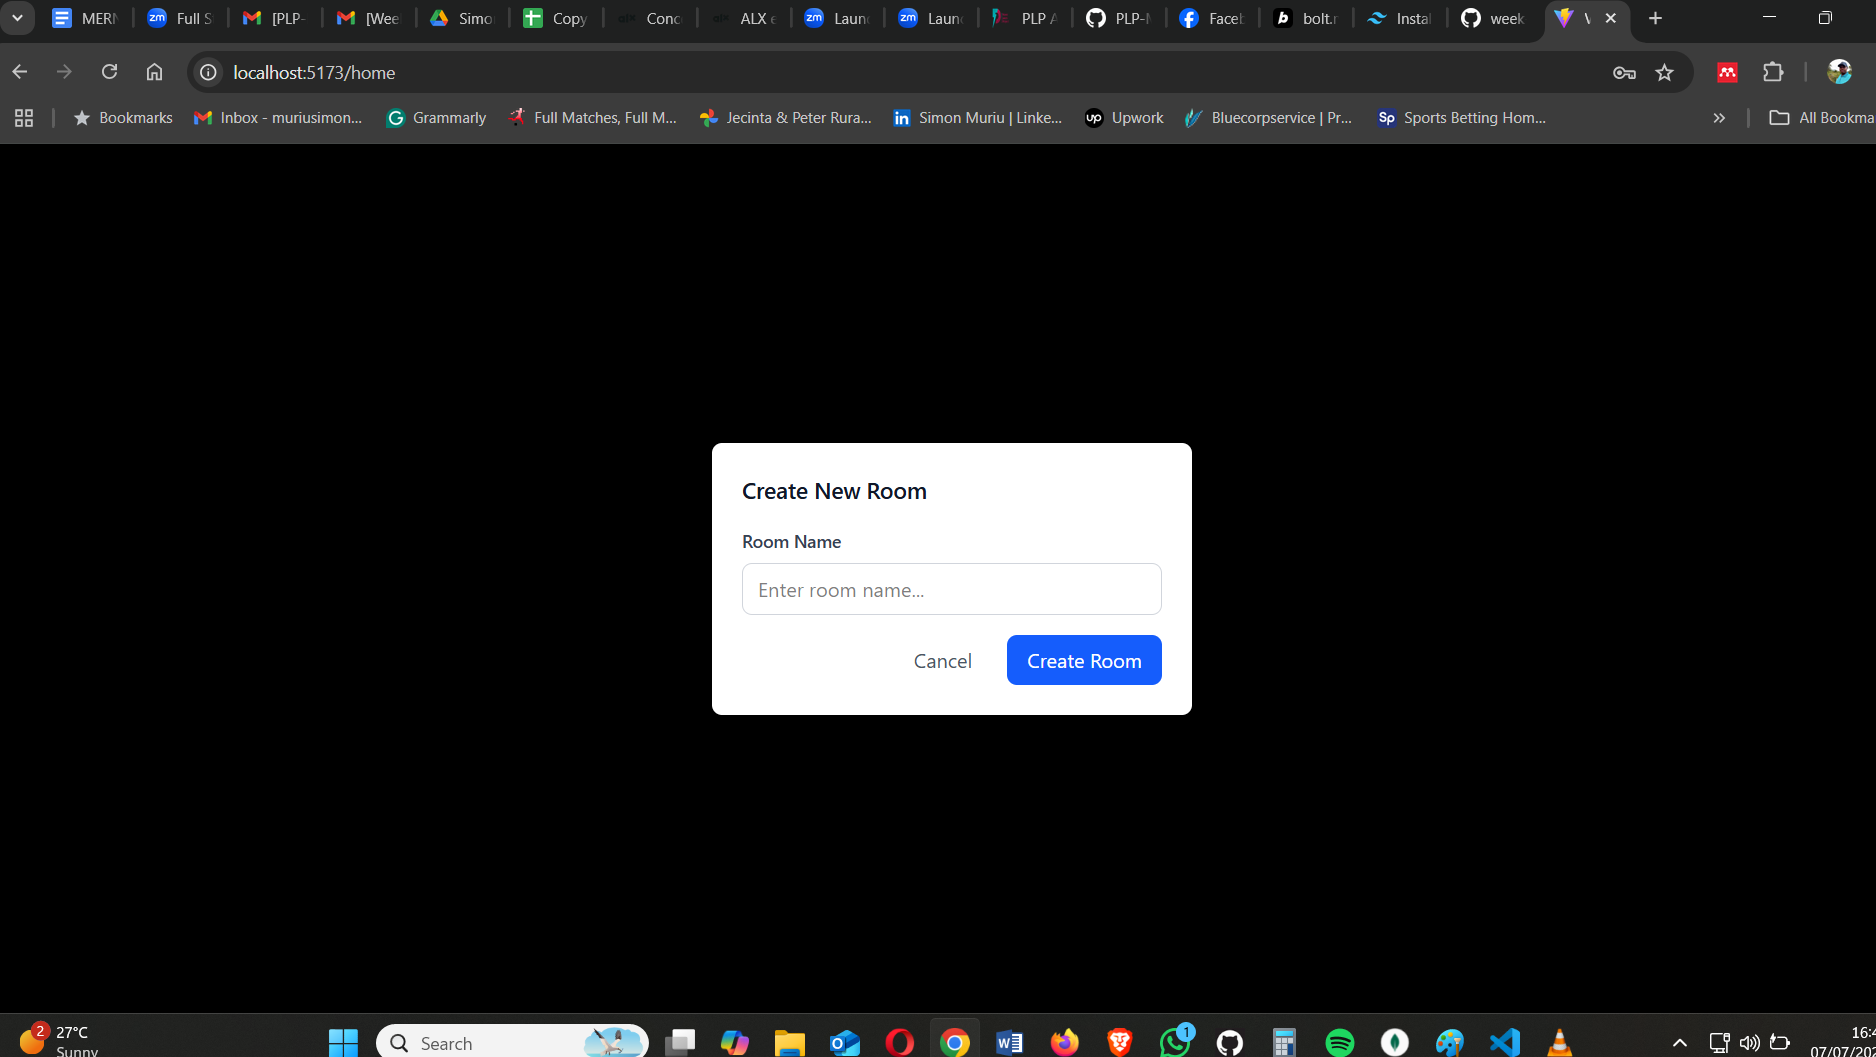 MERN
Full S
[PLP-
[Wee
Simo
Copy
Conc
ALX e
Laun
Laun
PLP A
PLP-M
Faceb
bolt.r
Instal
week
localhost:5173/home
Bookmarks
Inbox - muriusimon...
Grammarly
Full Matches, Full M...
Jecinta & Peter Rura...
Simon Muriu | Linke...
Upwork
Bluecorpservice | Pr...
Sports Betting Hom...
All Bookma
Create New Room
Room Name
Enter room name...
Cancel
Create Room
2
27°C
Sunny
Search
1
16:4
07/07/20